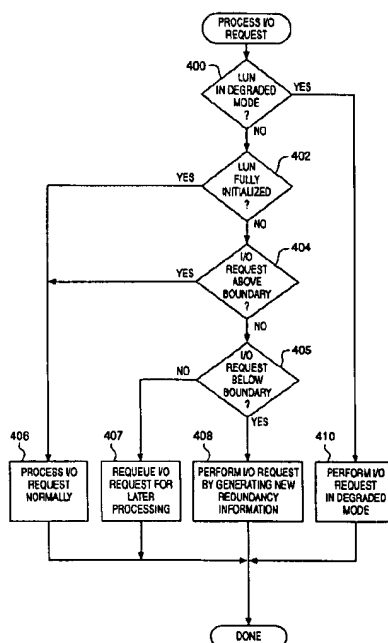 PROCESS I/O
REQUEST
400
LUN
IN DEGRADED
MODE
?
YES
NO
402
LUN
FULLY
INITIALIZED
?
YES
NO
404
I/O
REQUEST
ABOVE
BOUNDARY
?
YES
NO
405
I/O
REQUEST
BELOW
BOUNDARY
?
NO
YES
406
PROCESS I/O
REQUEST
NORMALLY
407
REQUEUE I/O
REQUEST FOR
LATER
PROCESSING
408
PERFORM I/O REQUEST
BY GENERATING NEW
REDUNDANCY
INFORMATION
410
PERFORM I/O
REQUEST
IN DEGRADED
MODE
DONE